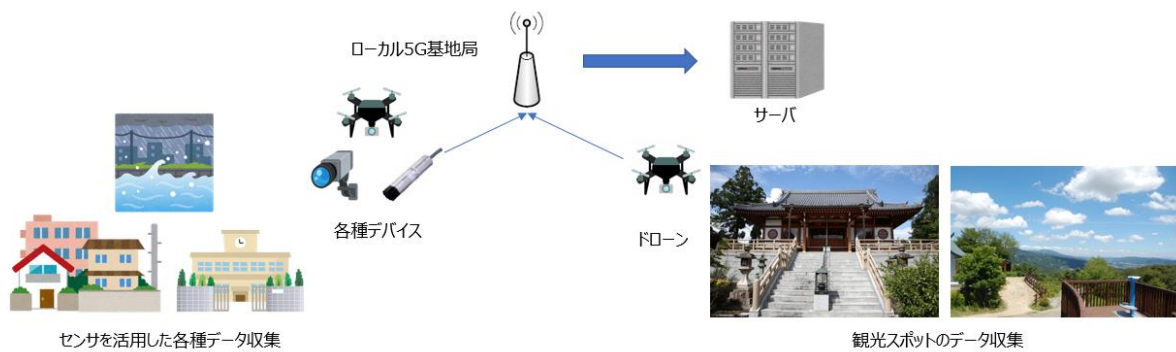 ローカル5G基地局
サーバ
各種デバイス
ドローン
センサを活用した各種データ収集
観光スポットのデータ収集